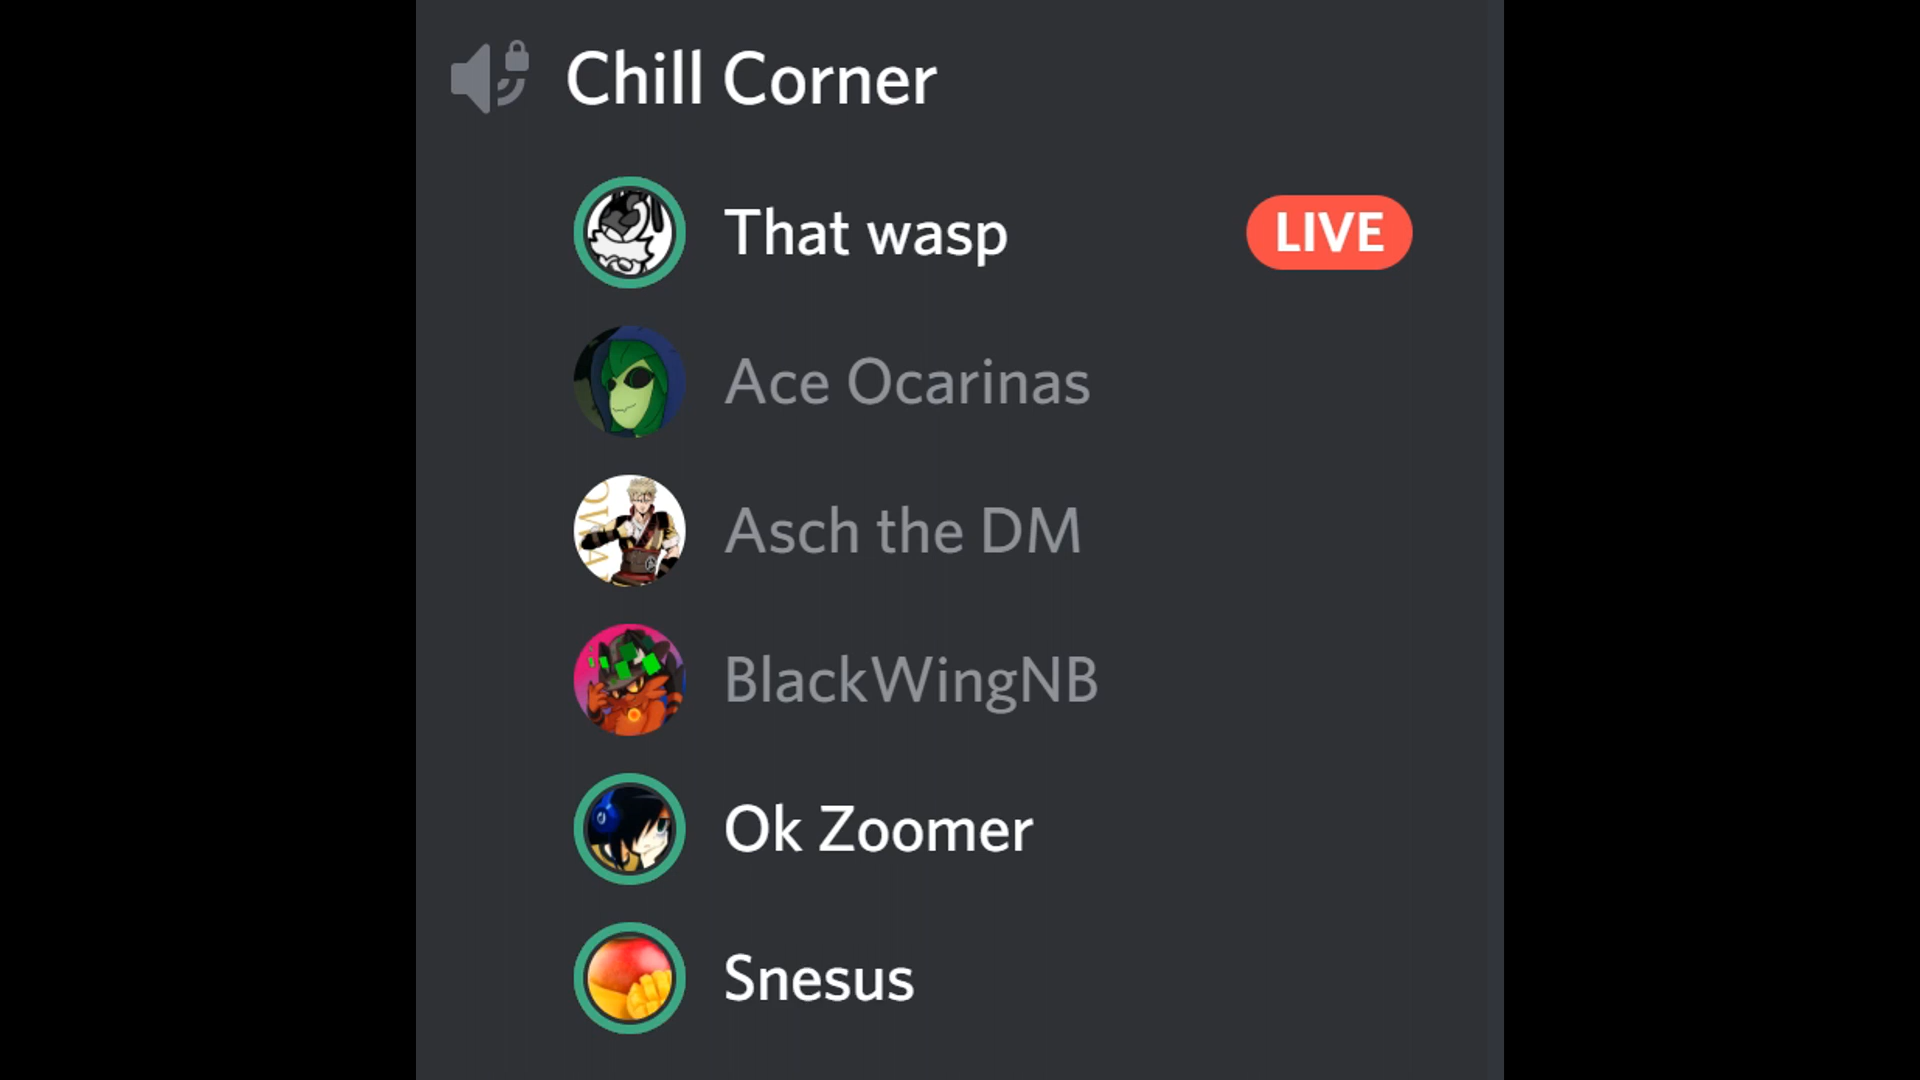 Chill Corner
That wasp LIVE
Ace Ocarinas
Asch the DM
BlackWingNB
Ok Zoomer
Snesus